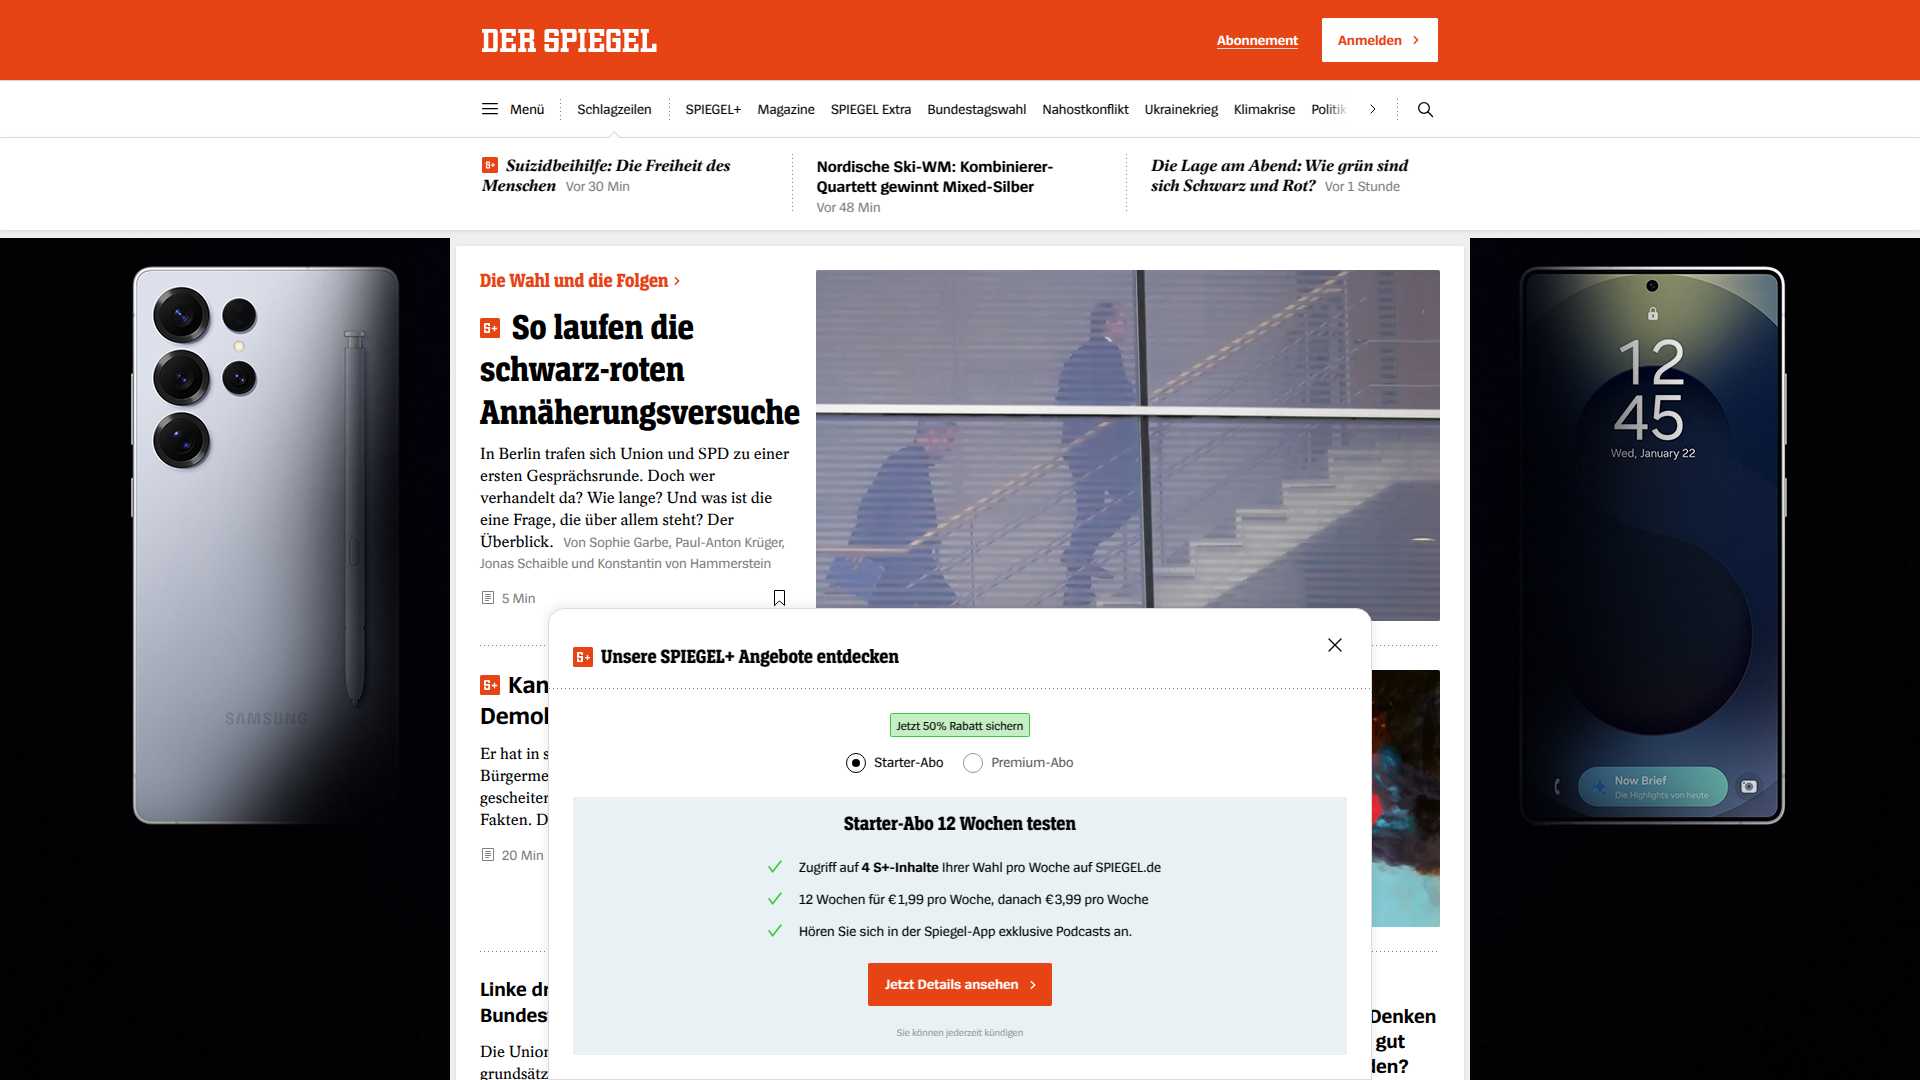 DER SPIEGEL
Abonnement
Anmelden
Menü
Schlagzeilen
SPIEGEL+
Magazine
SPIEGEL Extra
Bundestagswahl
Nahostkonflikt
Ukrainekrieg
Klimakrise
Politik
S+ Suizidbeihilfe: Die Freiheit des
Menschen Vor 30 Min
Nordische Ski-WM: Kombinierer-
Quartett gewinnt Mixed-Silber
Vor 48 Min
Die Lage am Abend: Wie grün sind
sich Schwarz und Rot? Vor 1 Stunde
Die Wahl und die Folgen
S+ So laufen die
schwarz-roten
Annäherungsversuche
In Berlin trafen sich Union und SPD zu einer
ersten Gesprächsrunde. Doch wer
verhandelt da? Wie lange? Und was ist die
eine Frage, die über allem steht? Der
Überblick. Von Sophie Garbe, Paul-Anton Krüger,
Jonas Schaible und Konstantin von Hammerstein
5 Min
S+ Kan
Demol
Er hat in s
Bürgerme
gescheiter
Fakten. D
20 Min
Linke dr
Bundes
Die Union
grundsätz
Denken
gut
len?
S+ Unsere SPIEGEL+ Angebote entdecken
Jetzt 50% Rabatt sichern
Starter-Abo
Premium-Abo
Starter-Abo 12 Wochen testen
Zugriff auf 4 S+-Inhalte Ihrer Wahl pro Woche auf SPIEGEL.de
12 Wochen für €1,99 pro Woche, danach €3,99 pro Woche
Hören Sie sich in der Spiegel-App exklusive Podcasts an.
Jetzt Details ansehen
Sie können jederzeit kündigen
SAMSUNG
12
45
Wed, January 22
Now Brief
Die Highlights von heute